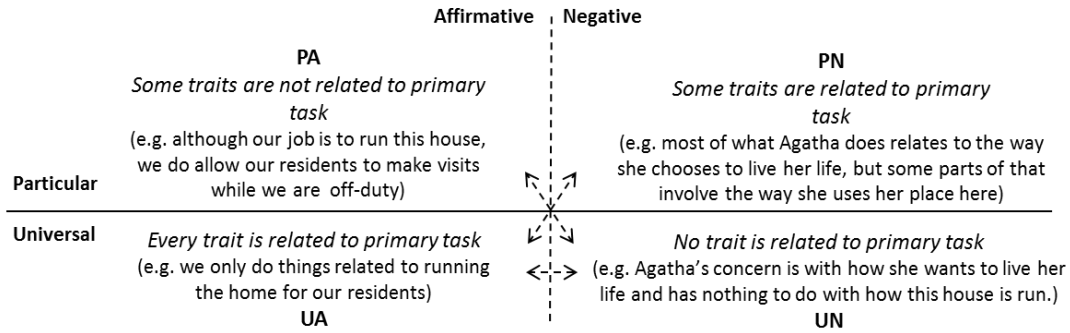 Affirmative Negative
PA
Some traits are not related to primary
task
(e.g. although our job is to run this house,
we do allow our residents to make visits
while we are off-duty)
PN
Some traits are related to primary
task
(e.g. most of what Agatha does relates to the way
she chooses to live her life, but some parts of that
involve the way she uses her place here)
Particular
Universal
Every trait is related to primary task
(e.g. we only do things related to running
the home for our residents)
UA
No trait is related to primary task
(e.g. Agatha’s concern is with how she wants to live her
life and has nothing to do with how this house is run.)
UN